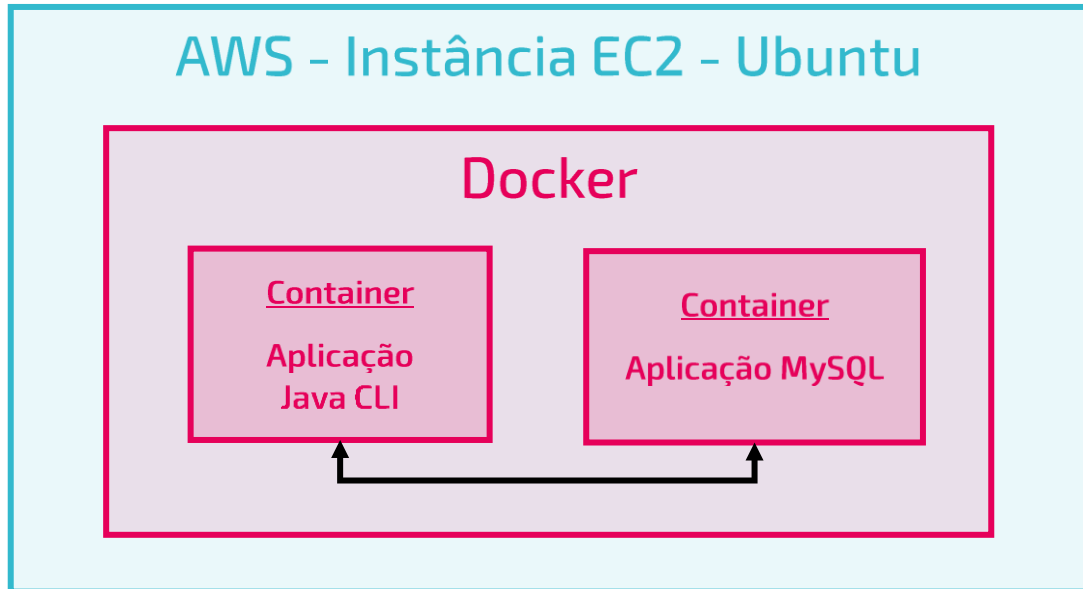 AWS - Instância EC2 - Ubuntu
Docker
Container
Aplicação
Java CLI
Container
Aplicação MySQL